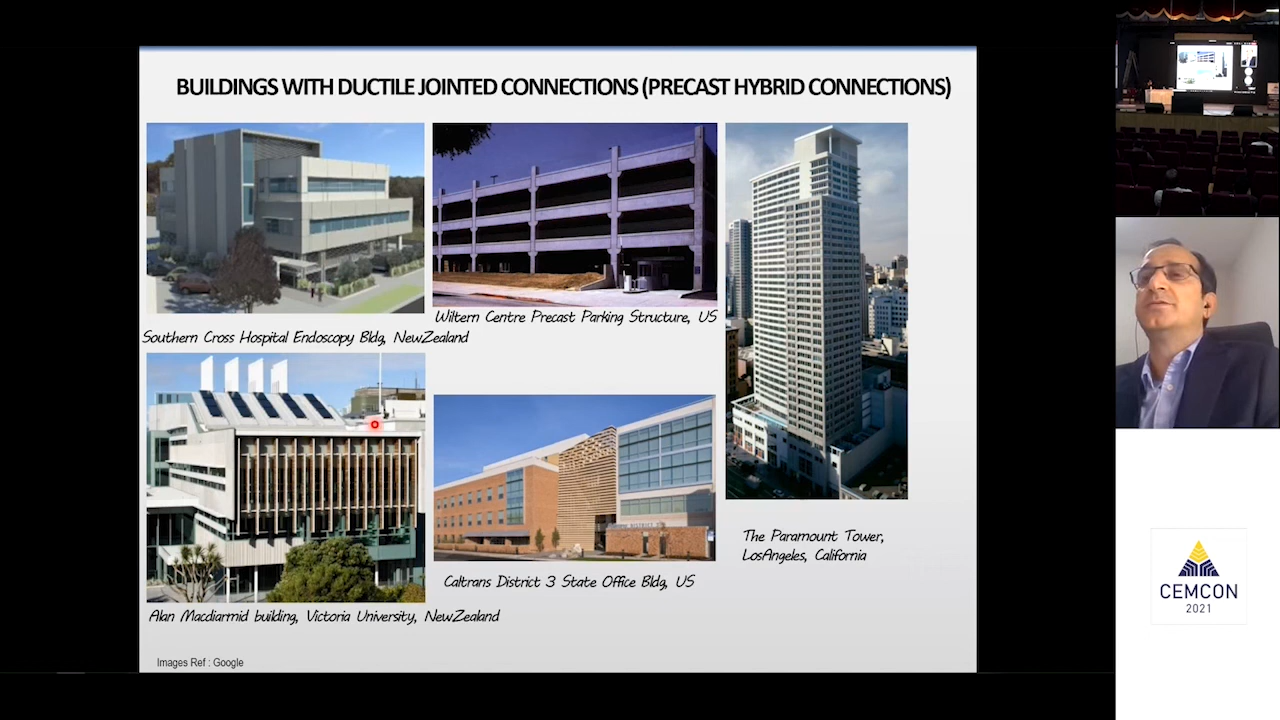 BUILDINGS WITH DUCTILE JOINTED CONNECTIONS (PRECAST HYBRID CONNECTIONS)
Wiltern Centre Precast Parking Structure, US
Southern Cross Hospital Endoscopy Bldg, NewZealand
The Paramount Tower,
LosAngeles, California
Caltrans District 3 State Office Bldg, US
Alan Macdiarmid building, Victoria University, NewZealand
Images Ref : Google
CEMCON
2021